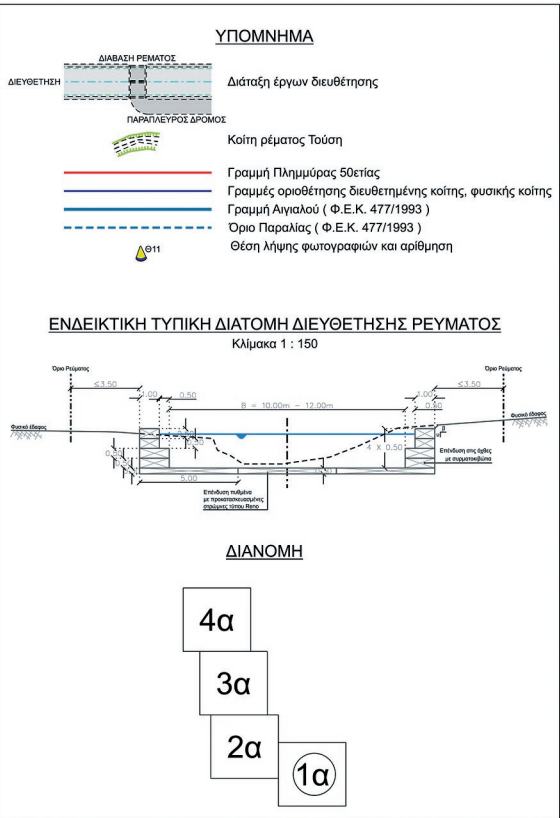 ΥΠΟΜΝΗΜΑ
ΔΙΑΒΑΣΗ ΡΕΜΑΤΟΣ
ΔΙΕΥΘΕΤΗΣΗ
Διάταξη έργων διευθέτησης
ΠΑΡΑΠΛΕΥΡΟΣ ΔΡΟΜΟΣ
Κοίτη ρέματος Τούση
Γραμμή Πλημμύρας 50ετίας
Γραμμές οριοθέτησης διευθετημένης κοίτης, φυσικής κοίτης
Γραμμή Αιγιαλού ( Φ.Ε.Κ. 477/1993 )
Όριο Παραλίας ( Φ.Ε.Κ. 477/1993 )
Θ11
Θέση λήψης φωτογραφιών και αρίθμηση
ΕΝΔΕΙΚΤΙΚΗ ΤΥΠΙΚΗ ΔΙΑΤΟΜΗ ΔΙΕΥΘΕΤΗΣΗΣ ΡΕΥΜΑΤΟΣ
Κλίμακα 1 : 150
Όριο Ρεύματος
Όριο Ρεύματος
≤3.50
1.00
0.50
B = 10.00m – 12.00m
1.00
0.50
≤3.50
Φυσικό έδαφος
Φυσικό έδαφος
4 X 0.50
Επένδυση στις όχθες
με συρματοκιβώτια
5.00
Επένδυση πυθμένα
με προκατασκευασμένες
στρώμνες τύπου Reno
ΔΙΑΝΟΜΗ
4α
3α
2α
1α